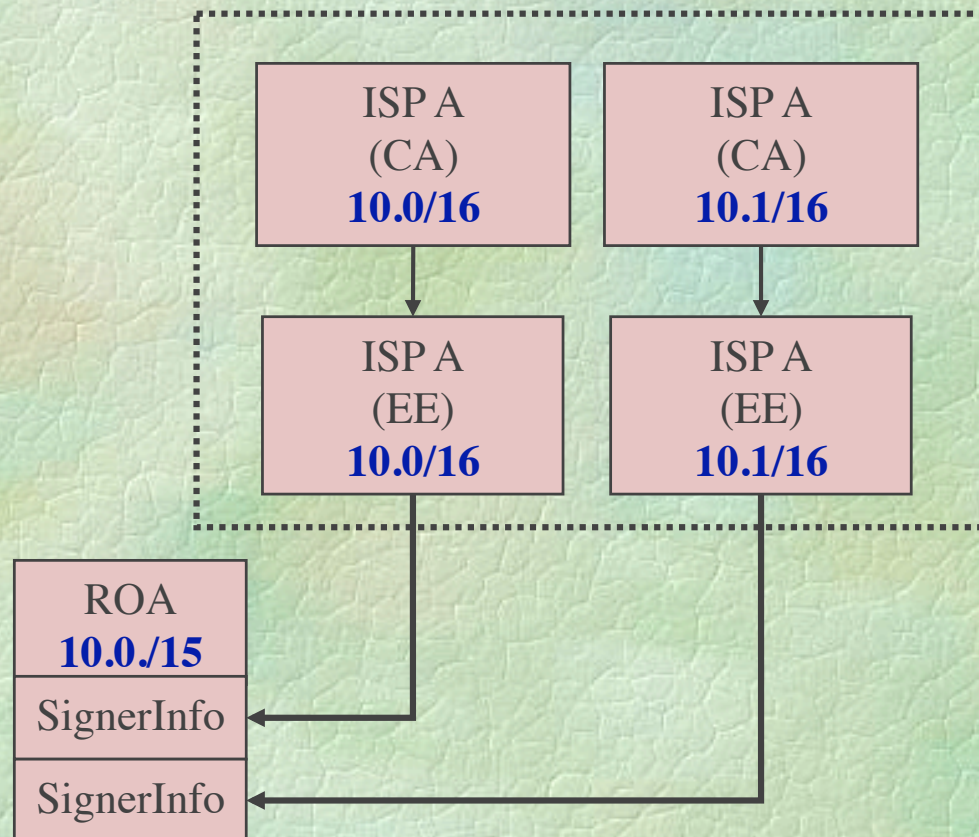 ISP A
(CA)
10.0/16
ISP A
(CA)
10.1/16
ISP A
(EE)
10.0/16
ISP A
(EE)
10.1/16
ROA
10.0./15
SignerInfo
SignerInfo